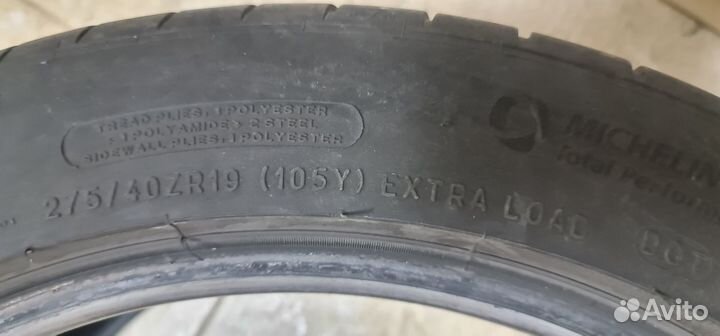 TREAD PLIES: 1 POLYESTER
+ 1 POLYAMIDE + 2 STEEL
SIDEWALL PLIES: 1 POLYESTER
MICHELIN
Total Perform
275/40ZR19 (105Y) EXTRA LOAD DOT
Avito